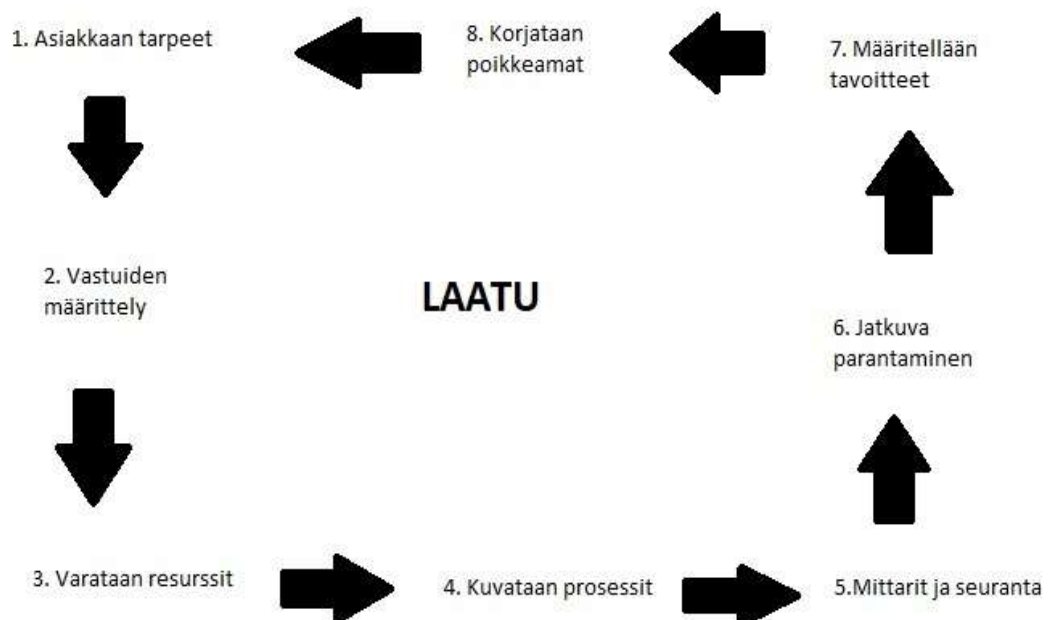 1. Asiakkaan tarpeet
2. Vastuiden
määrittely
3. Varataan resurssit
4. Kuvataan prosessit
5.Mittarit ja seuranta
6. Jatkuva
parantaminen
7. Määritellään
tavoitteet
8. Korjataan
poikkeamat
LAATU